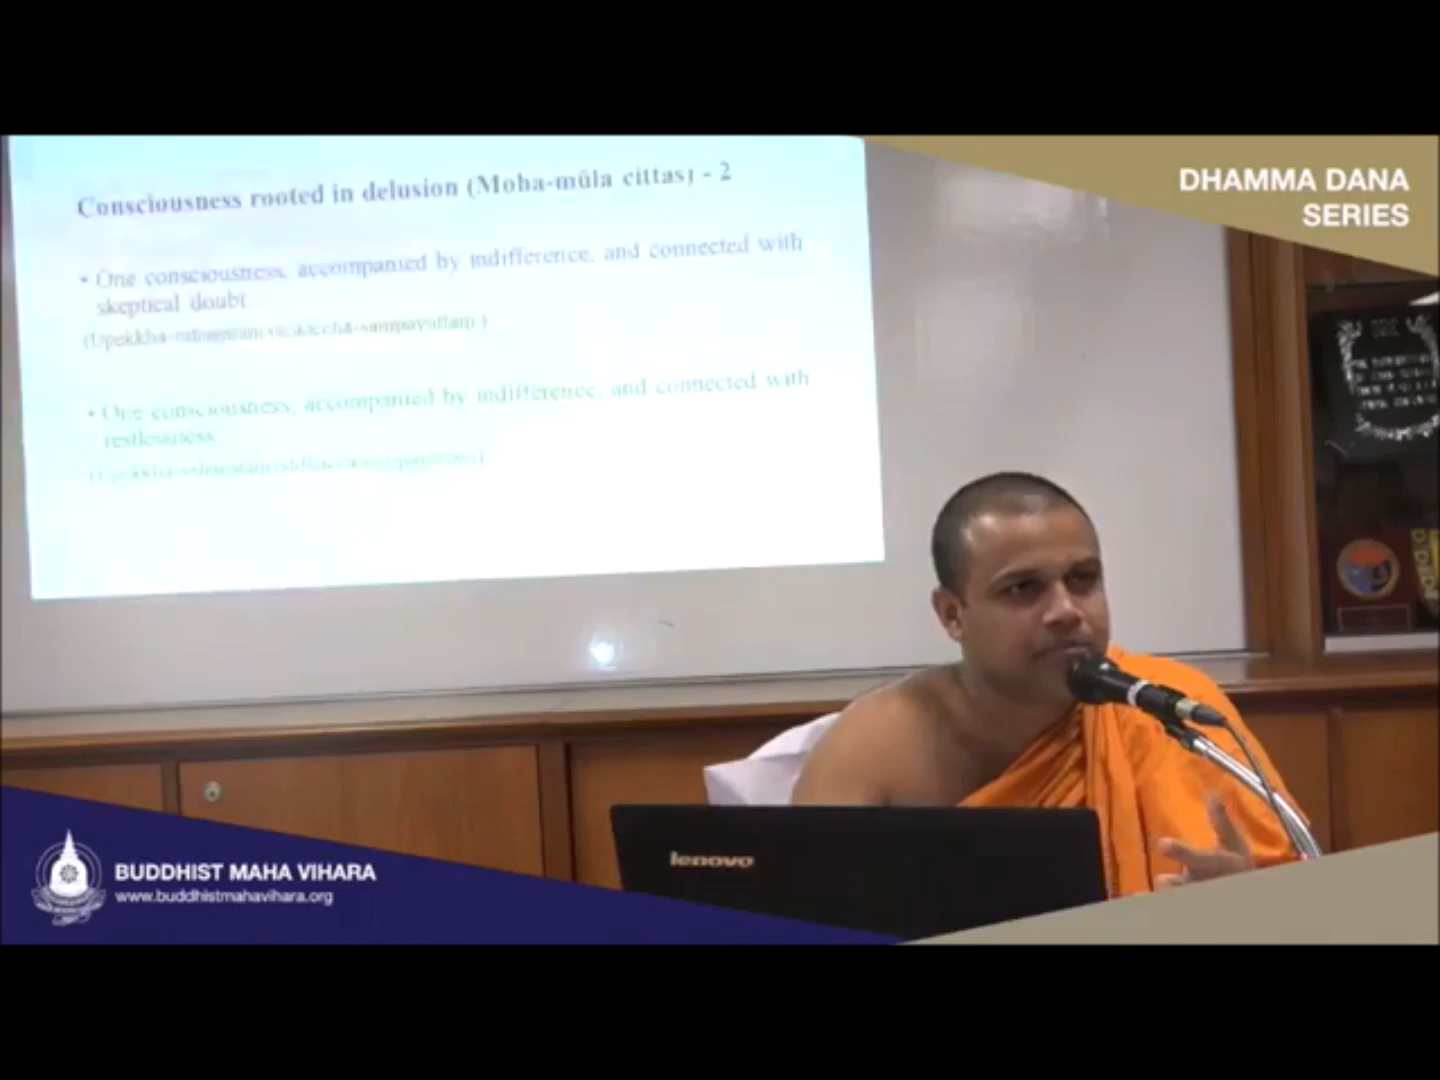 DHAMMA DANA
SERIES
Consciousness rooted in delusion (Moha-mūla cittas) - 2
• One consciousness, accompanied by indifference, and connected with
skeptical doubt
• One consciousness, accompanied by indifference, and connected with
restlessness
lenovo
BUDDHIST MAHA VIHARA
www.buddhistmahavihara.org